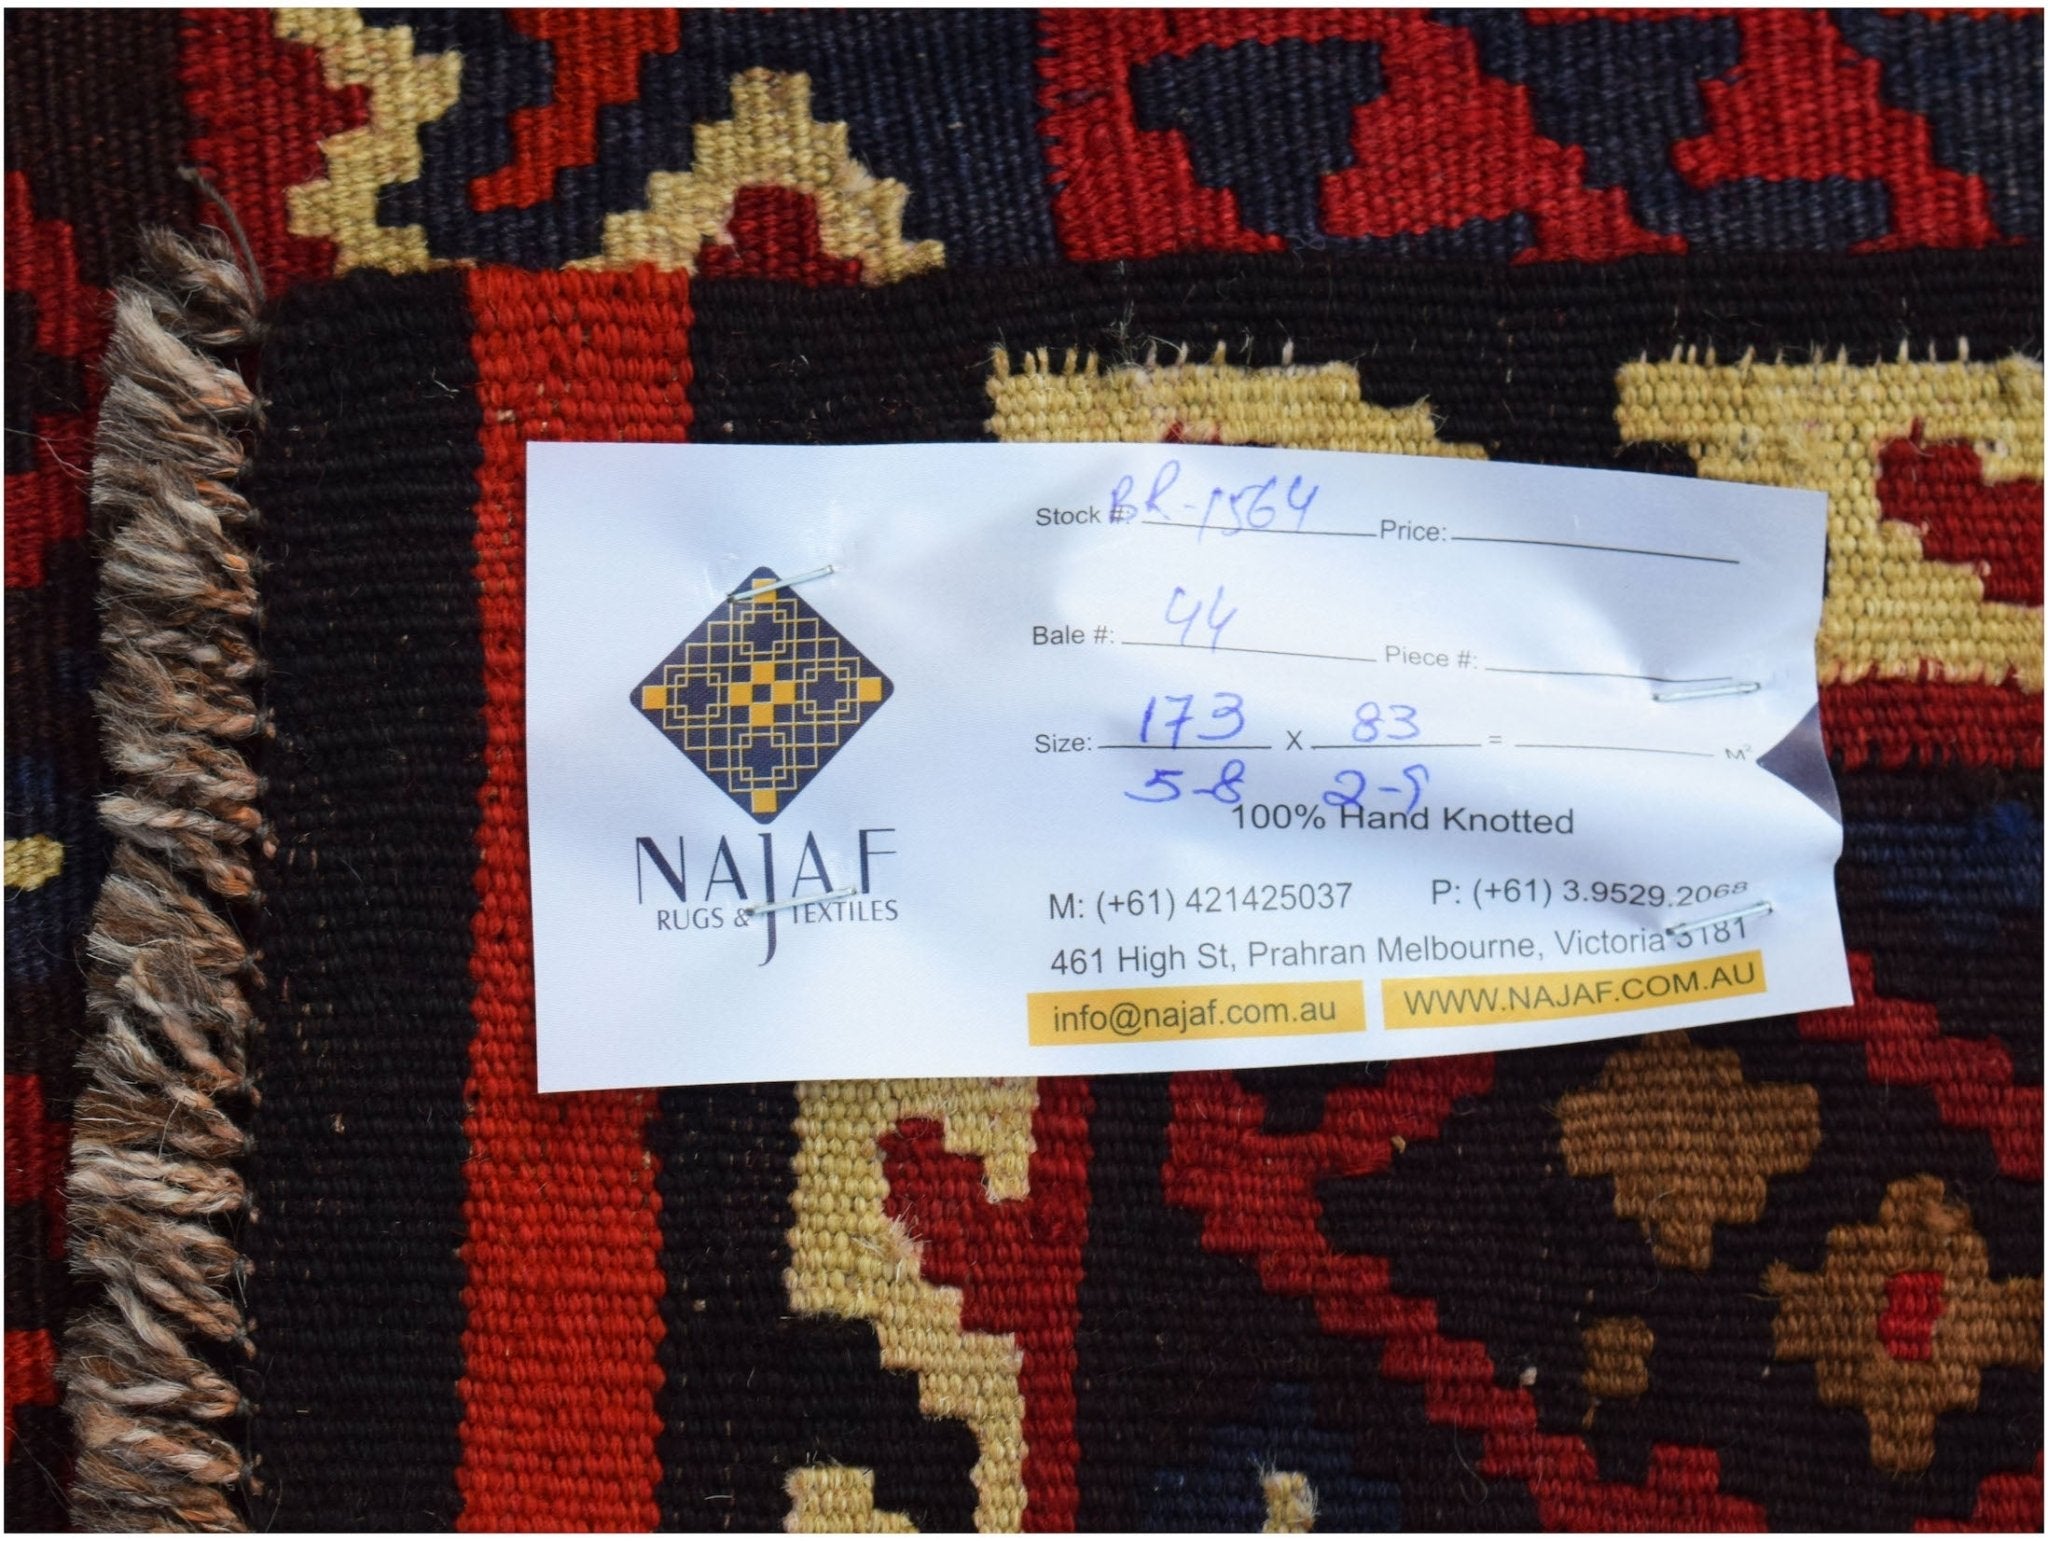 NAJAF
RUGS & TEXTILES
Stock #: BR-1564 Price:
Bale #: 44 Piece #:
Size: 173 X 83 = M²
5-8 2-9
100% Hand Knotted
M: (+61) 421425037 P: (+61) 3.9529.2068
461 High St, Prahran Melbourne, Victoria 3181
info@najaf.com.au WWW.NAJAF.COM.AU